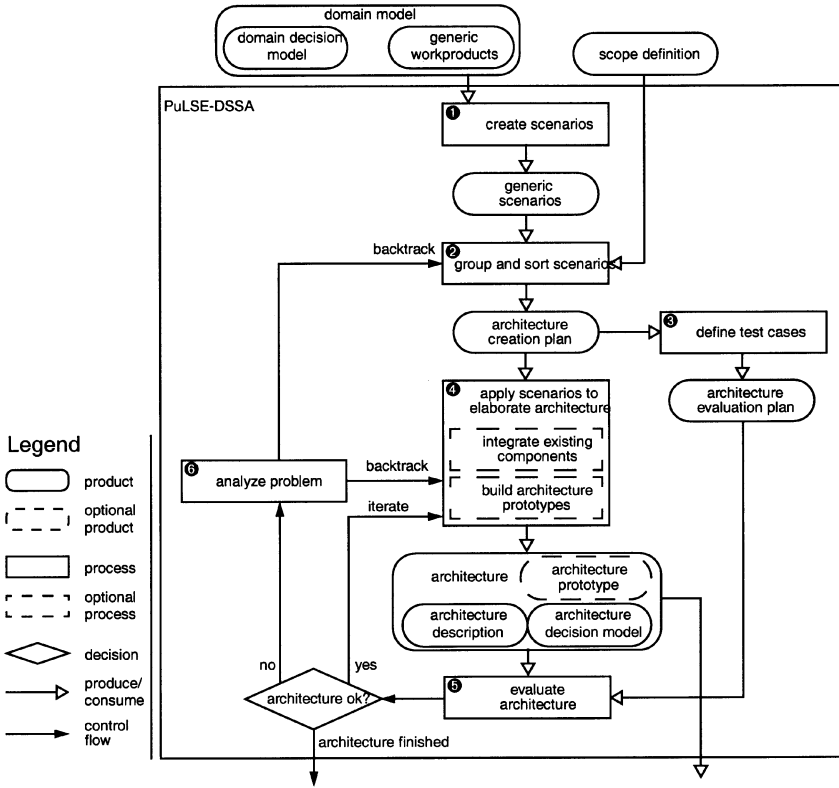 domain model
domain decision
model
generic
workproducts
scope definition
PuLSE-DSSA
1
create scenarios
generic
scenarios
backtrack
2
group and sort scenarios
architecture
creation plan
3
define test cases
4
apply scenarios to
elaborate architecture
architecture
evaluation plan
integrate existing
components
6
analyze problem
backtrack
build architecture
prototypes
iterate
architecture
architecture
prototype
architecture
description
architecture
decision model
no
yes
5
evaluate
architecture
architecture ok?
architecture finished
Legend
product
optional
product
process
optional
process
decision
produce/
consume
control
flow